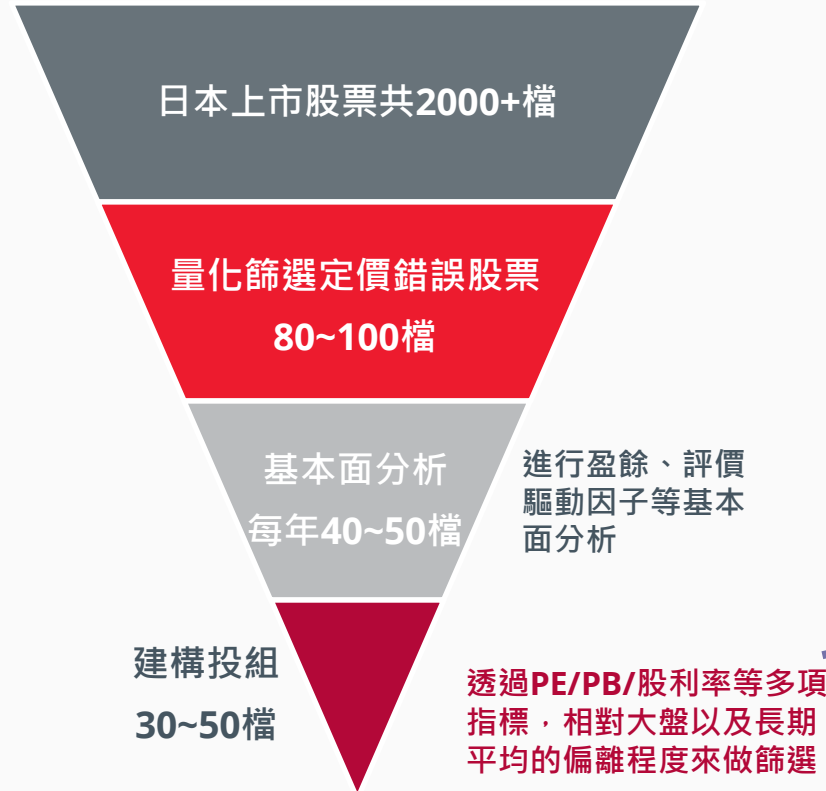 日本上市股票共2000+檔
量化篩選定價錯誤股票
80~100檔
基本面分析
每年40~50檔
進行盈餘、評價
驅動因子等基本
面分析
建構投組
30~50檔
透過PE/PB/股利率等多項
指標，相對大盤以及長期
平均的偏離程度來做篩選